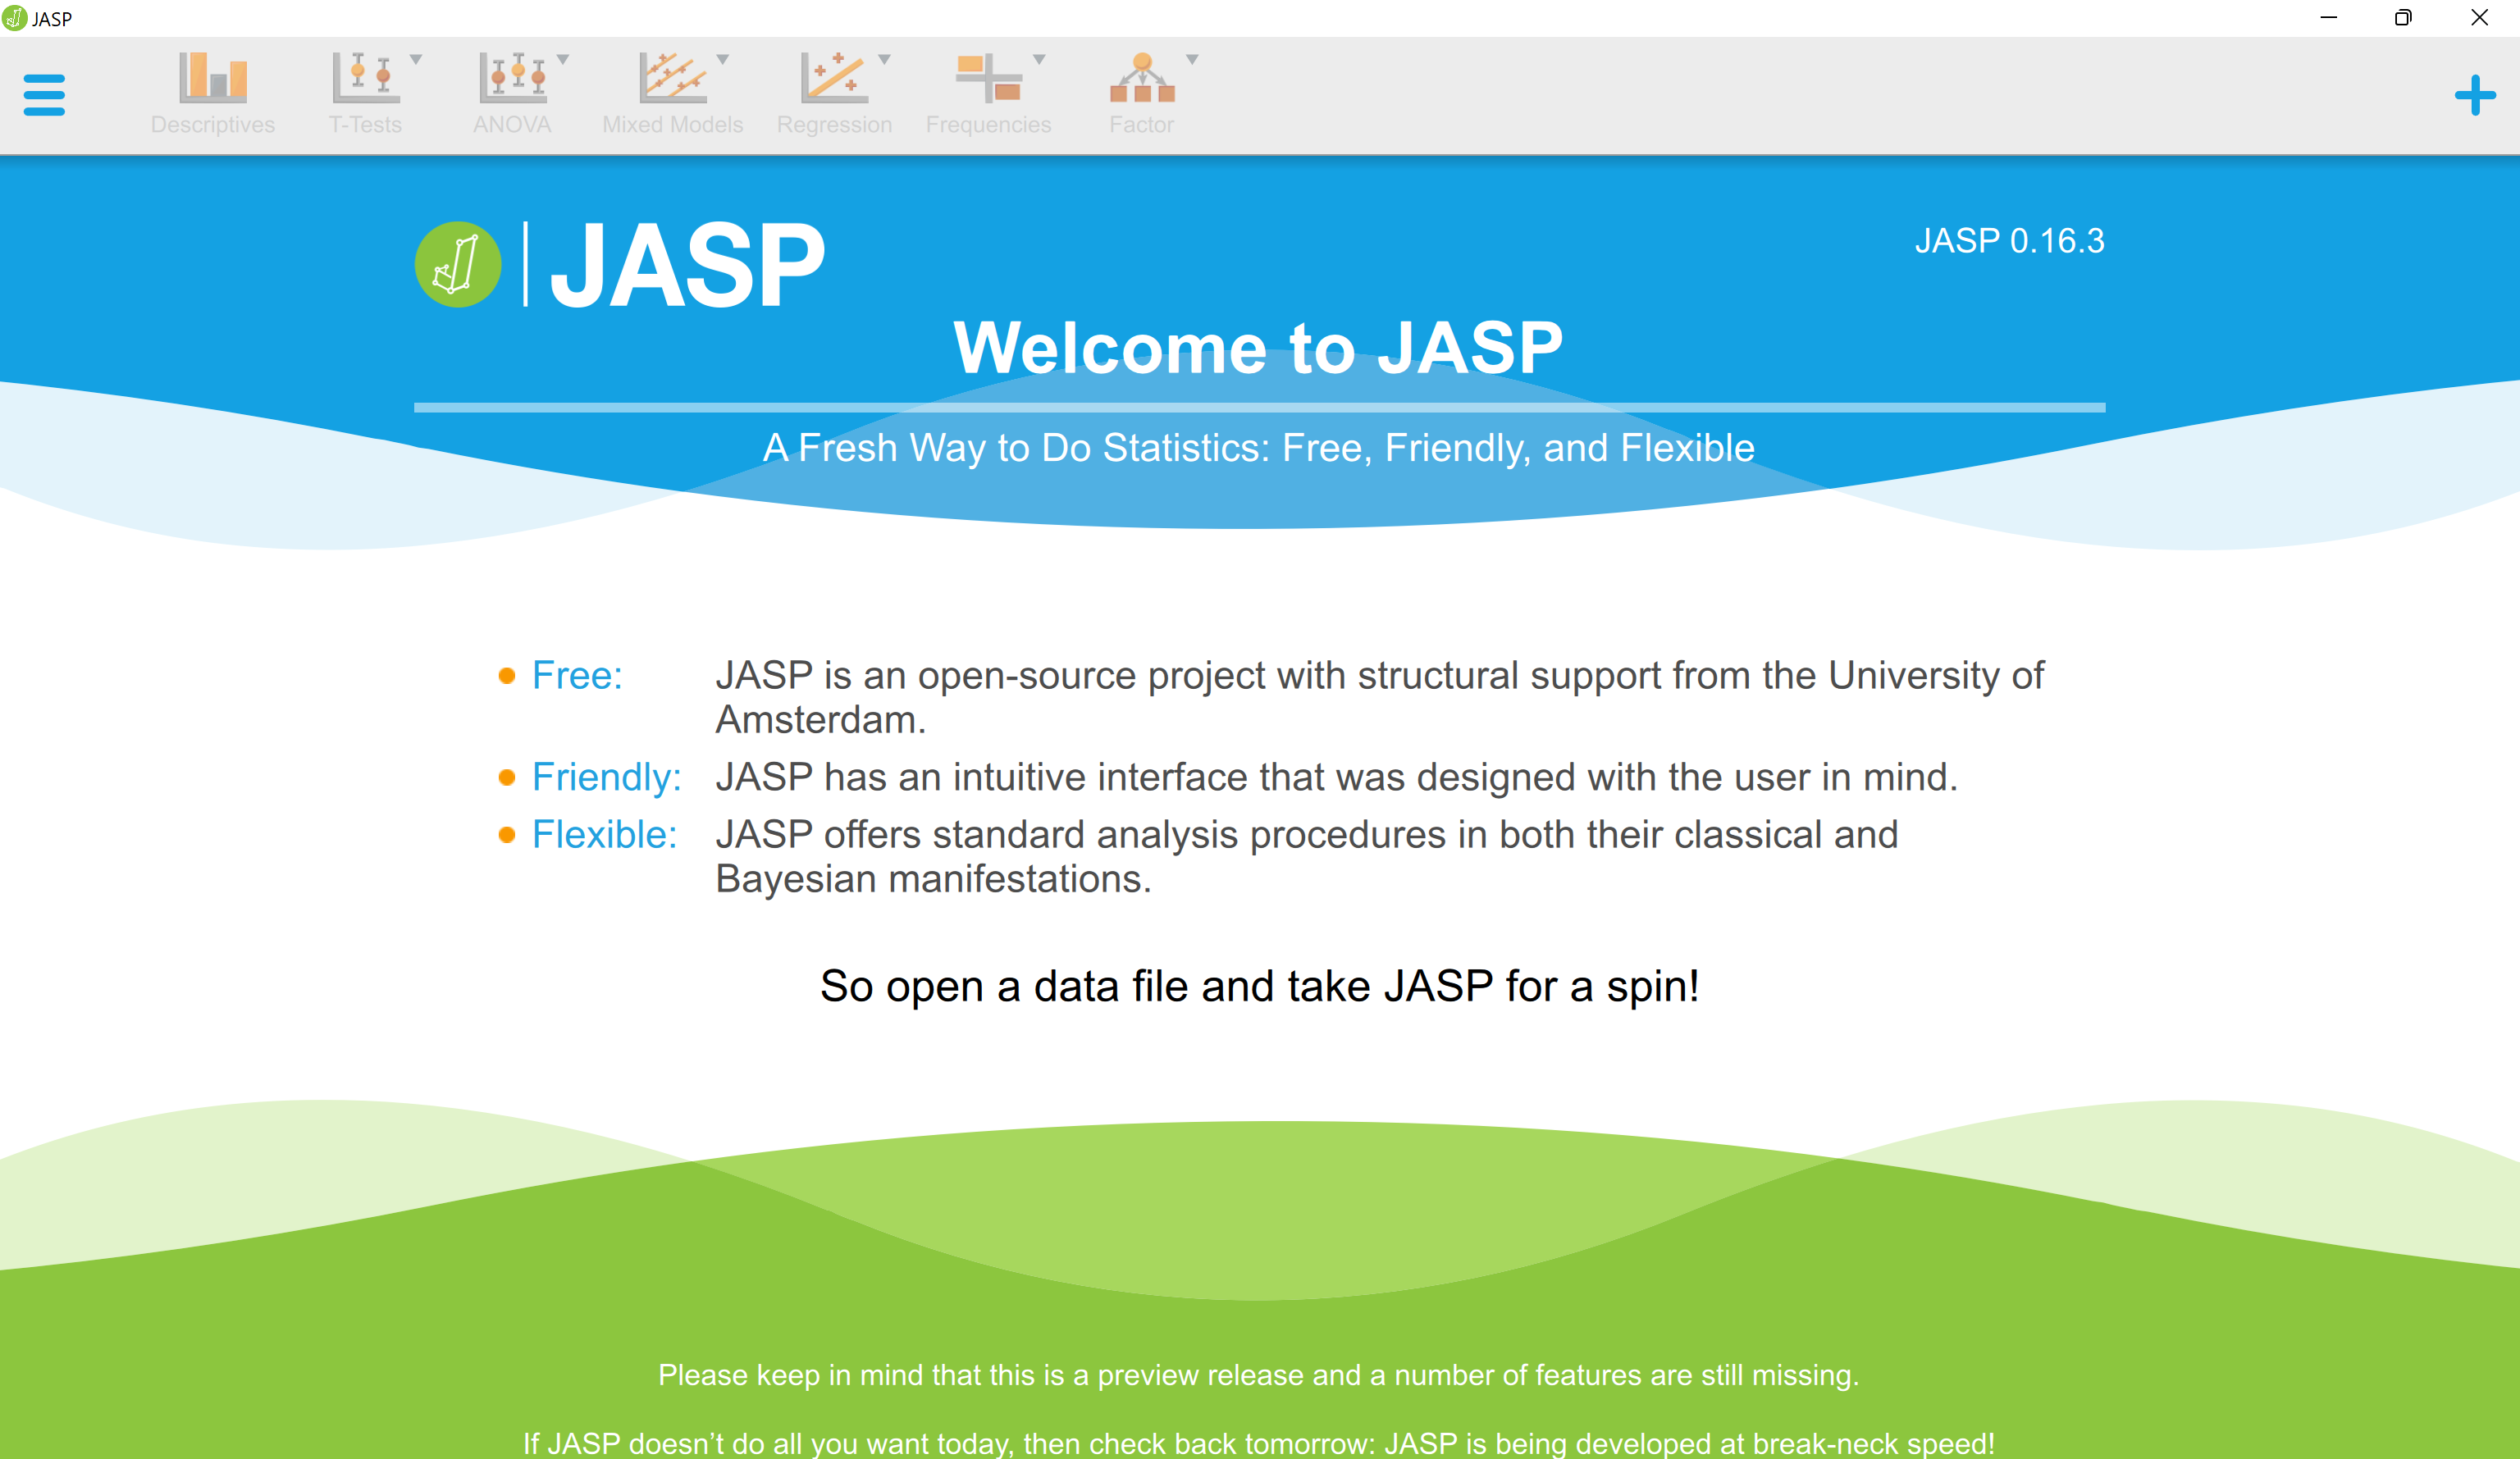 JASP
Descriptives
T-Tests
ANOVA
Mixed Models
Regression
Frequencies
Factor
JASP
JASP 0.16.3
Welcome to JASP
A Fresh Way to Do Statistics: Free, Friendly, and Flexible
Free: JASP is an open-source project with structural support from the University of
Amsterdam.
Friendly: JASP has an intuitive interface that was designed with the user in mind.
Flexible: JASP offers standard analysis procedures in both their classical and
Bayesian manifestations.
So open a data file and take JASP for a spin!
Please keep in mind that this is a preview release and a number of features are still missing.
If JASP doesn’t do all you want today, then check back tomorrow: JASP is being developed at break-neck speed!